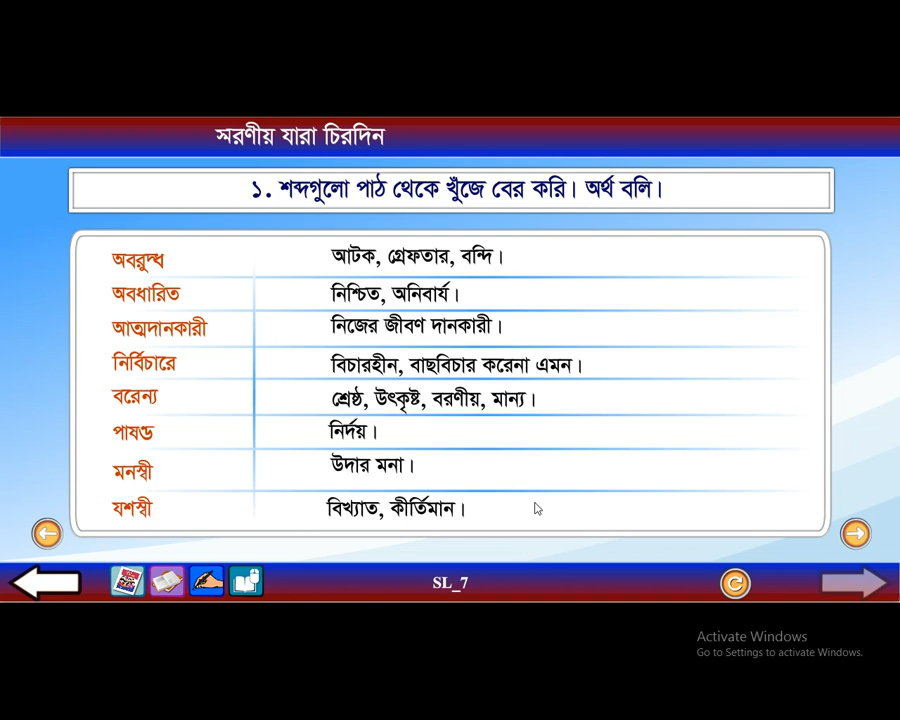 স্মরণীয় যারা চিরদিন
১. শব্দগুলো পাঠ থেকে খুঁজে বের করি। অর্থ বলি।
অবরুদ্ধ আটক, গ্রেফতার, বন্দি।
অবধারিত নিশ্চিত, অনিবার্য।
আত্মদানকারী নিজের জীবণ দানকারী।
নির্বিচারে বিচারহীন, বাছবিচার করেনা এমন।
বরেন্য শ্রেষ্ঠ, উৎকৃষ্ট, বরণীয়, মান্য।
পাষণ্ড নির্দয়।
মনস্বী উদার মনা।
যশস্বী বিখ্যাত, কীর্তিমান।
SL_7
Activate Windows
Go to Settings to activate Windows.